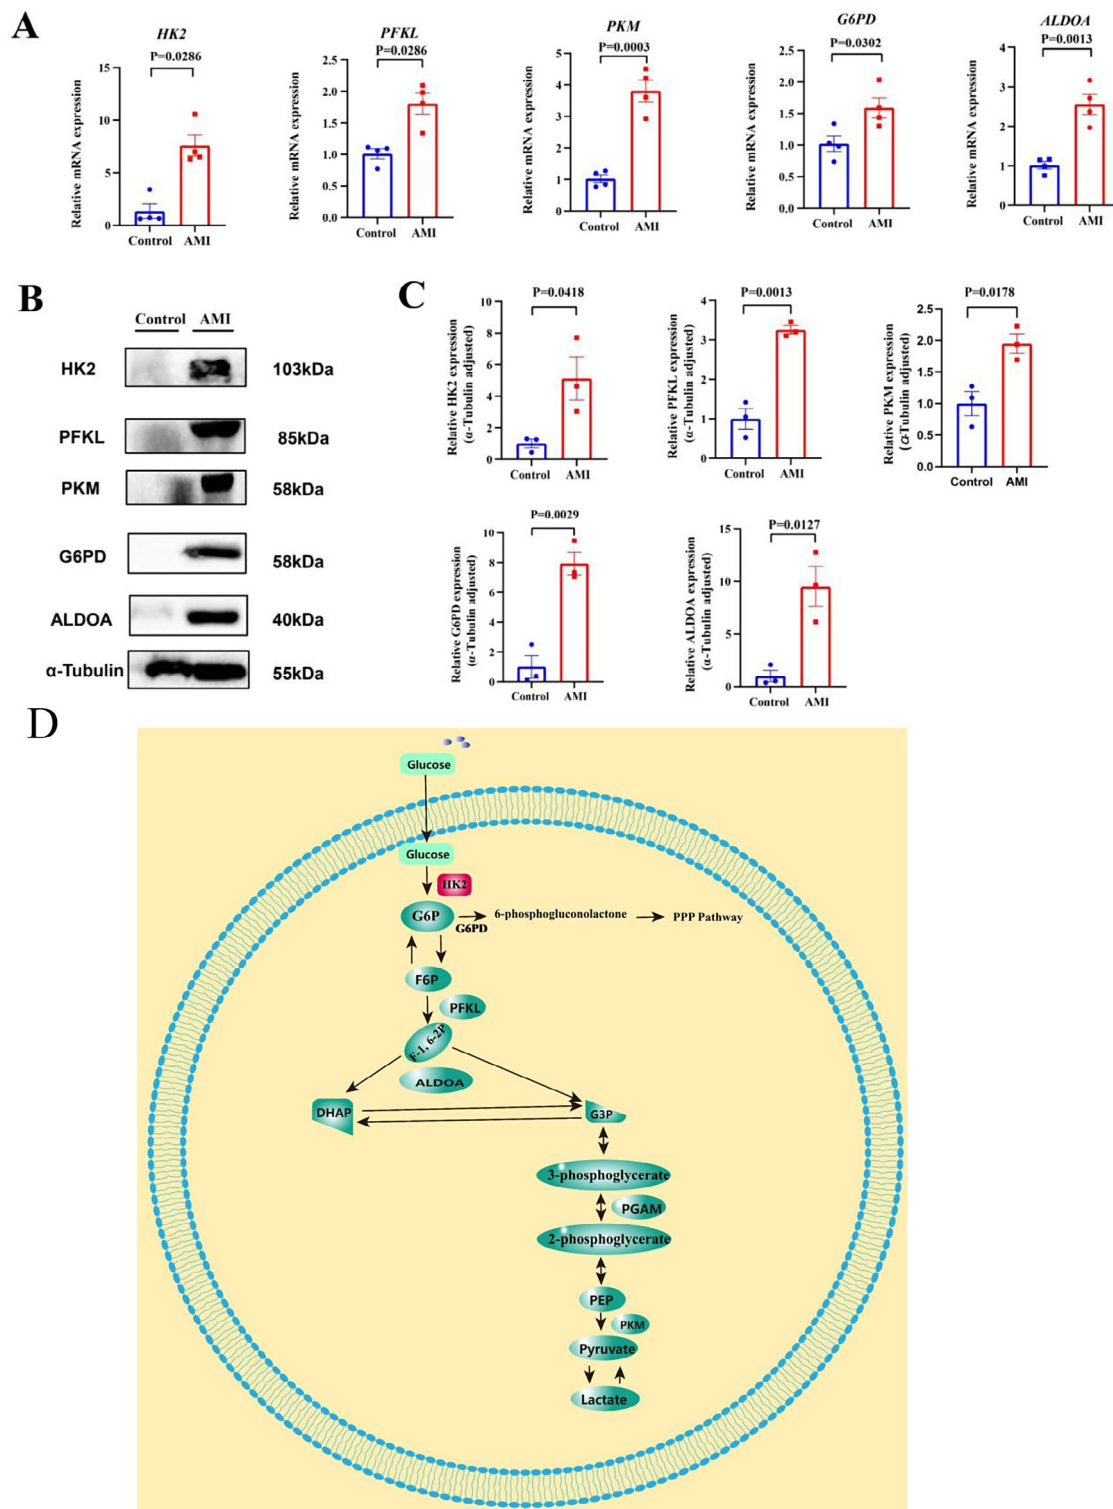 A
HK2
P=0.0286
Relative mRNA expression
15
10
5
0
Control AMI
PFKL
P=0.0286
Relative mRNA expression
2.5
2.0
1.5
1.0
0.5
0.0
Control AMI
PKM
P=0.0003
Relative mRNA expression
5
4
3
2
1
0
Control AMI
G6PD
P=0.0302
Relative mRNA expression
2.5
2.0
1.5
1.0
0.5
0.0
Control AMI
ALDOA
P=0.0013
Relative mRNA expression
4
3
2
1
0
Control AMI
B
Control AMI
HK2 103kDa
PFKL 85kDa
PKM 58kDa
G6PD 58kDa
ALDOA 40kDa
α-Tubulin 55kDa
C
P=0.0418
Relative HK2 expression
(α-Tubulin adjusted)
10
8
6
4
2
0
Control AMI
P=0.0013
Relative PFKL expression
(α-Tubulin adjusted)
4
3
2
1
0
Control AMI
P=0.0178
Relative PKM expression
(α-Tubulin adjusted)
2.5
2.0
1.5
1.0
0.5
0.0
Control AMI
P=0.0029
Relative G6PD expression
(α-Tubulin adjusted)
10
8
6
4
2
0
Control AMI
P=0.0127
Relative ALDOA expression
(α-Tubulin adjusted)
15
10
5
0
Control AMI
D
Glucose
Glucose
HK2
G6P
G6PD
6-phosphogluconolactone
PPP Pathway
F6P
PFKL
F-1, 6-2P
ALDOA
DHAP
G3P
3-phosphoglycerate
PGAM
2-phosphoglycerate
PEP
PKM
Pyruvate
Lactate